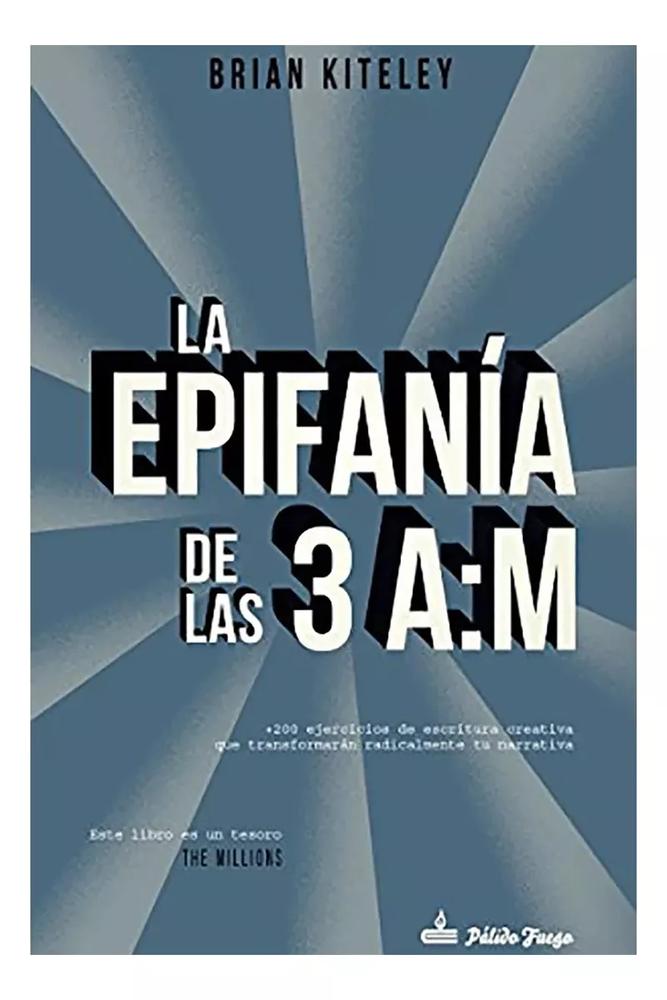 BRIAN KITELEY
LA
EPIFANÍA
DE
LAS 3 A:M
+200 ejercicios de escritura creativa
que transformarán radicalmente tu narrativa
Este libro es un tesoro
THE MILLIONS
Pálido Fuego